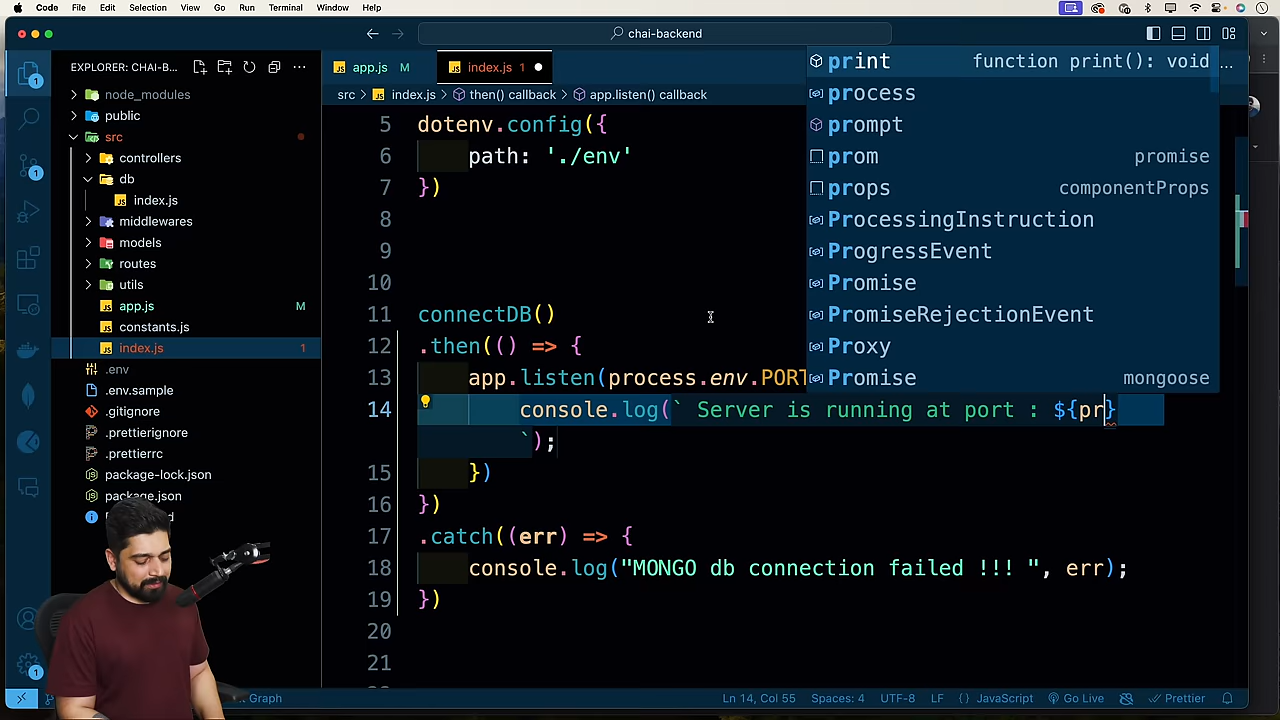 Code File Edit Selection View Go Run Terminal Window Help
chai-backend
EXPLORER: CHAI-B...
app.js M
index.js 1
src > index.js > then() callback > app.listen() callback
node_modules
public
src
controllers
db
index.js
middlewares
models
routes
utils
app.js M
constants.js
index.js 1
.env
.env.sample
.gitignore
.prettierignore
.prettierrc
package-lock.json
package.json
5 dotenv.config({
6 path: './env'
7 })
8
9
10
11 connectDB()
12 .then(() => {
13 app.listen(process.env.PORT
14 console.log(` Server is running at port : ${pr}
`);
15 })
16 })
17 .catch((err) => {
18 console.log("MONGO db connection failed !!! ", err);
19 })
20
21
print function print(): void
process
prompt
prom promise
props componentProps
ProcessingInstruction
ProgressEvent
Promise
PromiseRejectionEvent
Proxy
Promise mongoose
Graph Ln 14, Col 55 Spaces: 4 UTF-8 LF {} JavaScript Go Live Prettier